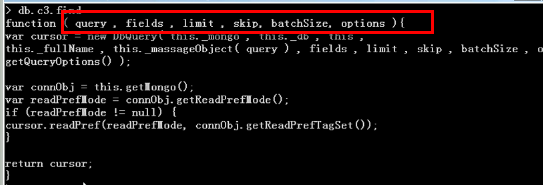 > db.c3.find
function ( query , fields , limit , skip, batchSize, options ){
var cursor = new DBQuery( this._mongo , this._db , this ,
this._fullName , this._massageObject( query ) , fields , limit , skip , batchSize , o
getQueryOptions() );
var connObj = this.getMongo();
var readPrefMode = connObj.getReadPrefMode();
if (readPrefMode != null) {
cursor.readPref(readPrefMode, connObj.getReadPrefTagSet());
}
return cursor;
}